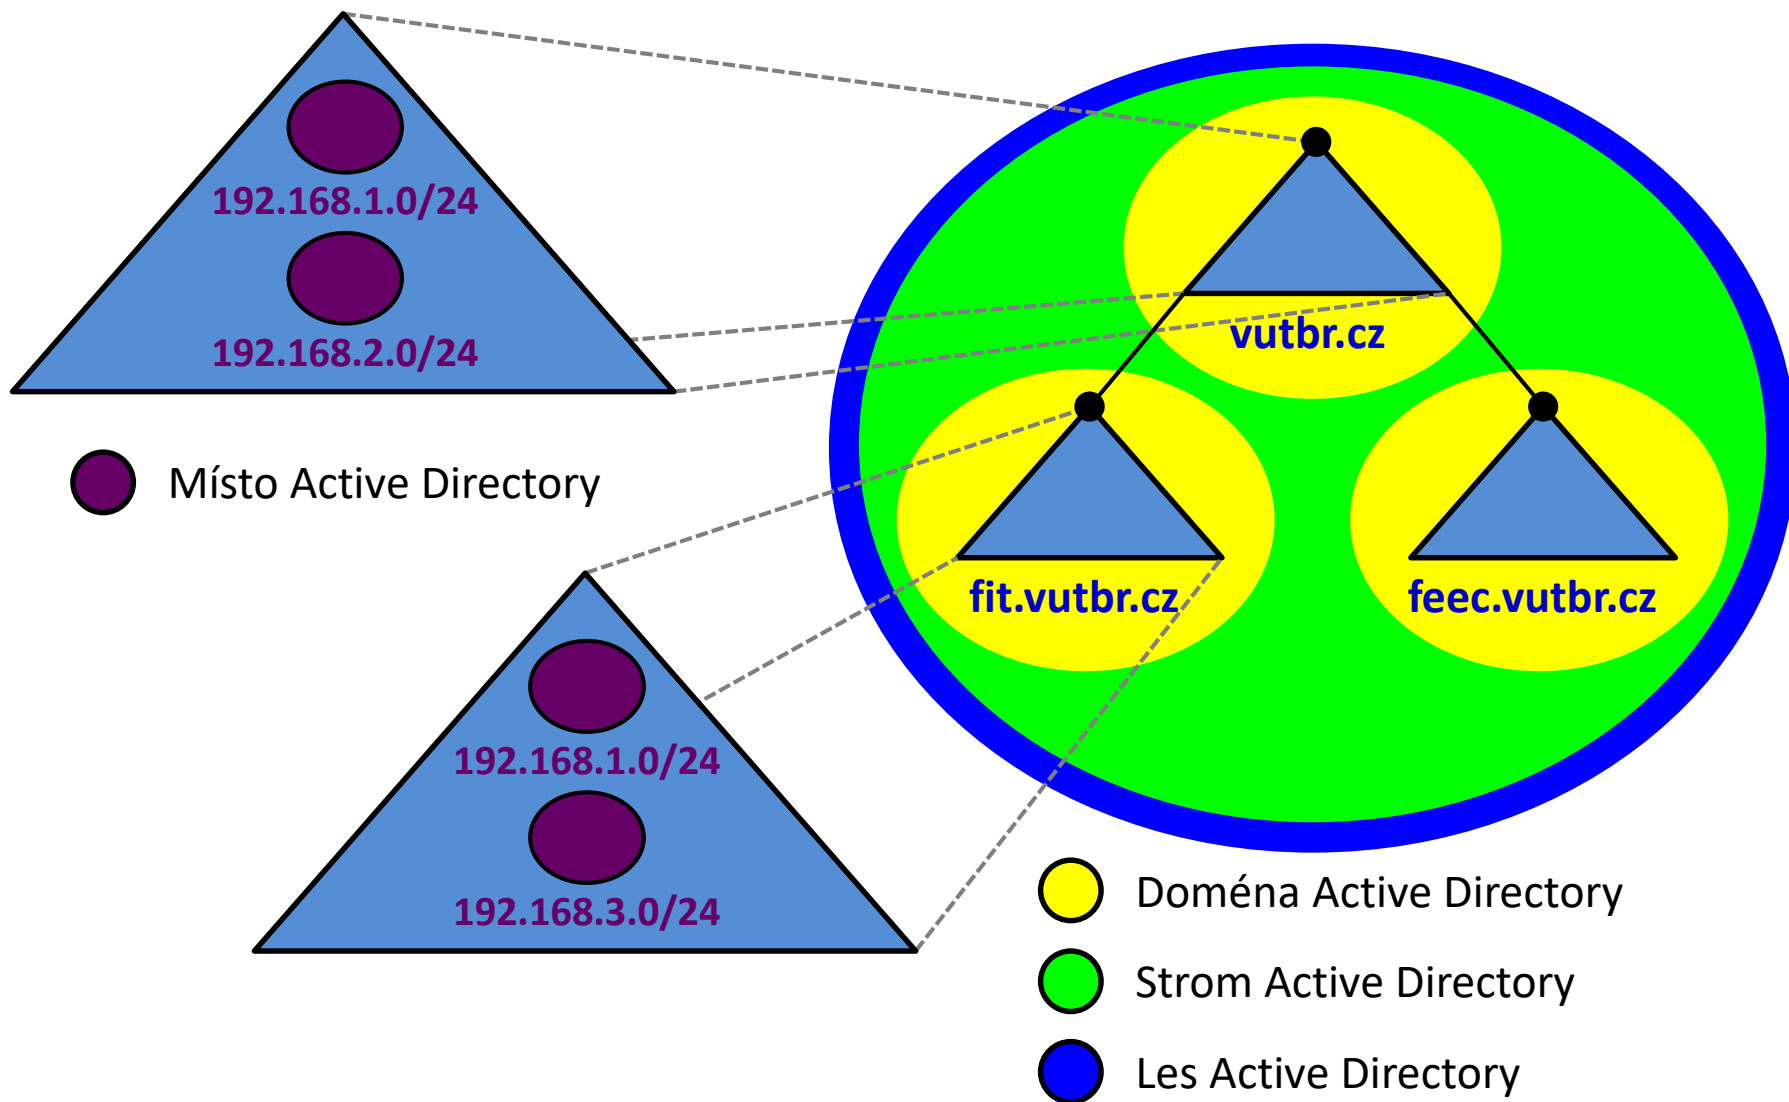 192.168.1.0/24
192.168.2.0/24
vutbr.cz
Místo Active Directory
fit.vutbr.cz
feec.vutbr.cz
192.168.1.0/24
192.168.3.0/24
Doména Active Directory
Strom Active Directory
Les Active Directory